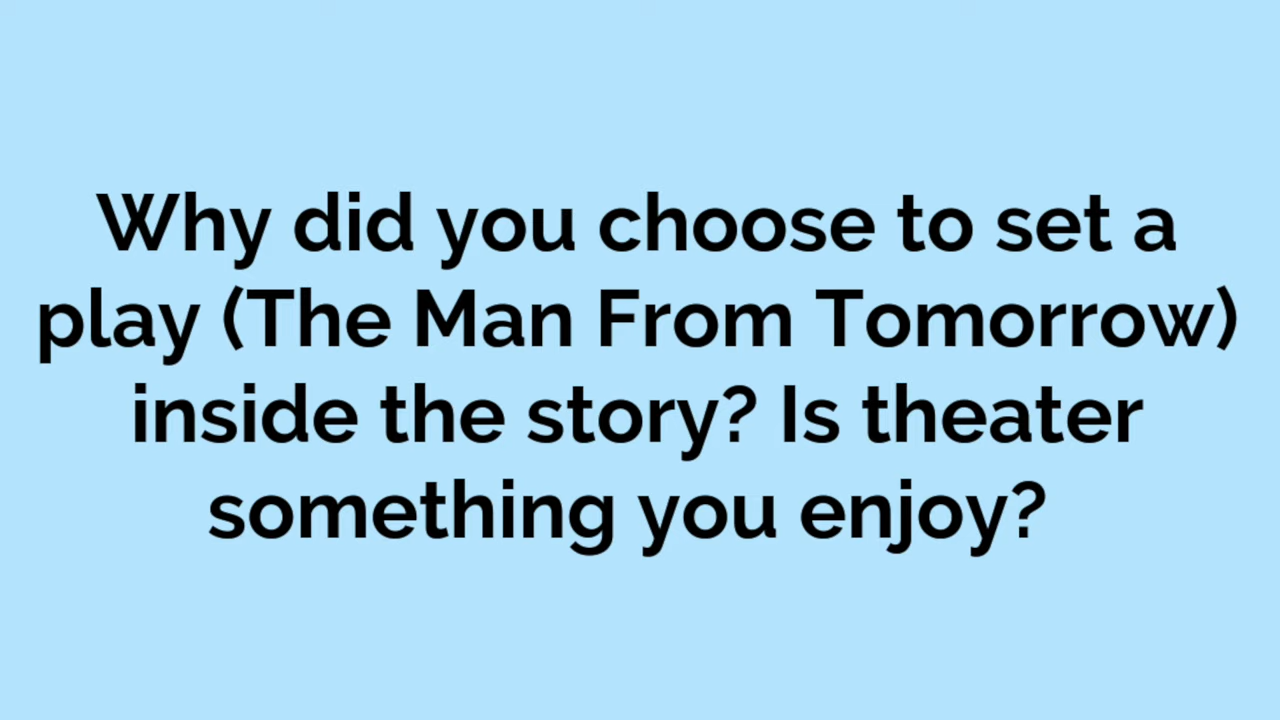 Why did you choose to set a
play (The Man From Tomorrow)
inside the story? Is theater
something you enjoy?